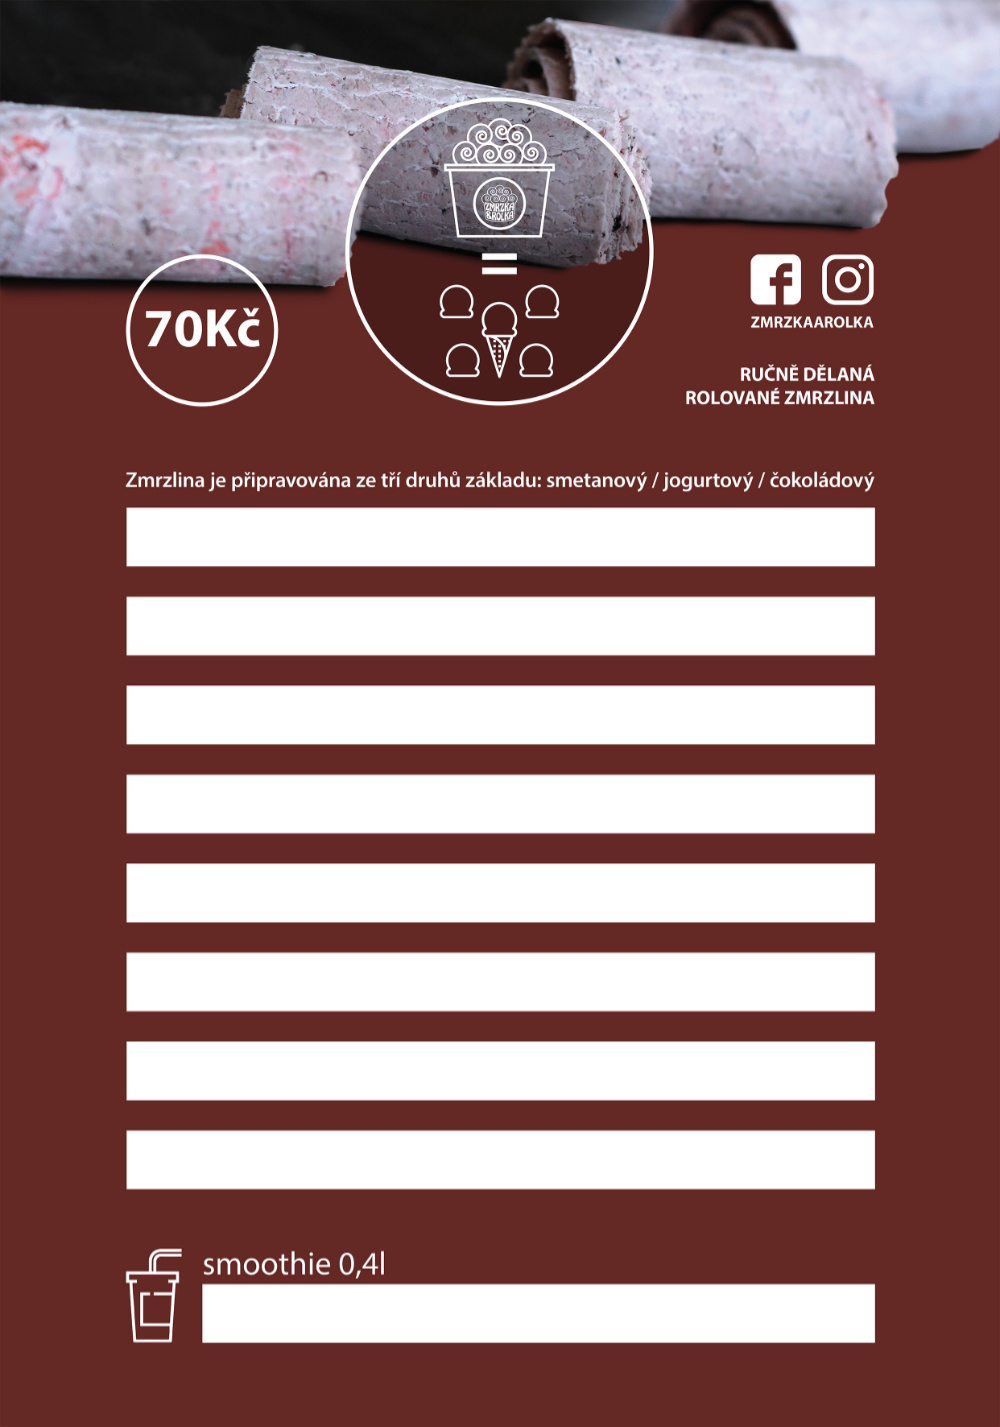 ZMRZKA
& ROLKA
70Kč
ZMRZKAAROLKA
RUČNĚ DĚLANÁ
ROLOVANÉ ZMRZLINA
Zmrzlina je připravována ze tří druhů základu: smetanový / jogurtový / čokoládový
smoothie 0,4l